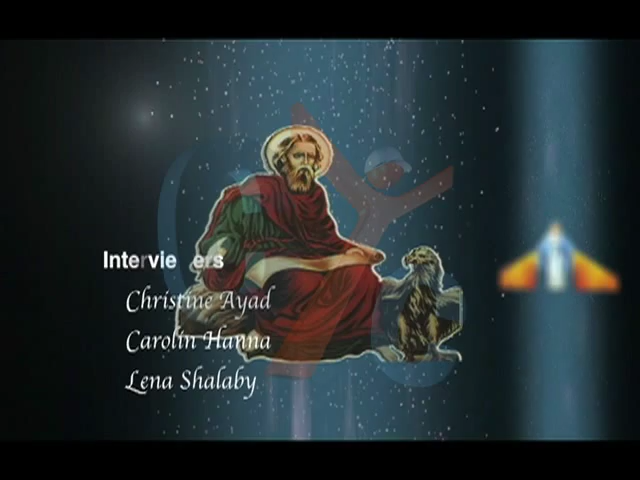 Intervie ers
Christine Ayad
Carolin Hanna
Lena Shalaby